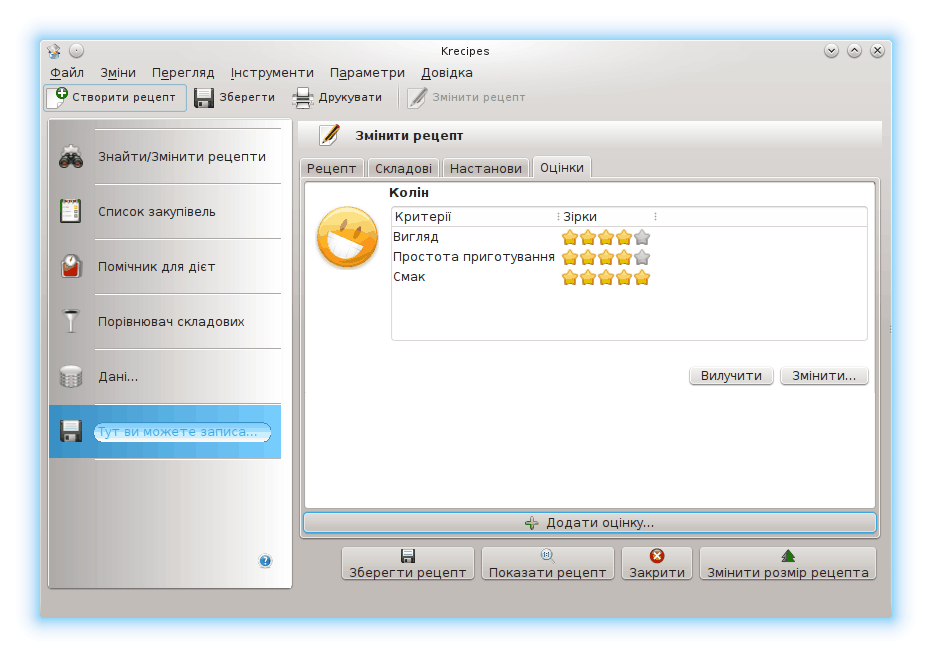 Krecipes
Файл Зміни Перегляд Інструменти Параметри Довідка
Створити рецепт Зберегти Друкувати Змінити рецепт
Знайти/Змінити рецепти
Список закупівель
Помічник для дієт
Порівнювач складових
Дані...
Тут ви можете записа...
Змінити рецепт
Рецепт Складові Настанови Оцінки
Колін
Критерії Зірки
Вигляд
Простота приготування
Смак
Вилучити Змінити...
Додати оцінку...
Зберегти рецепт Показати рецепт Закрити Змінити розмір рецепта